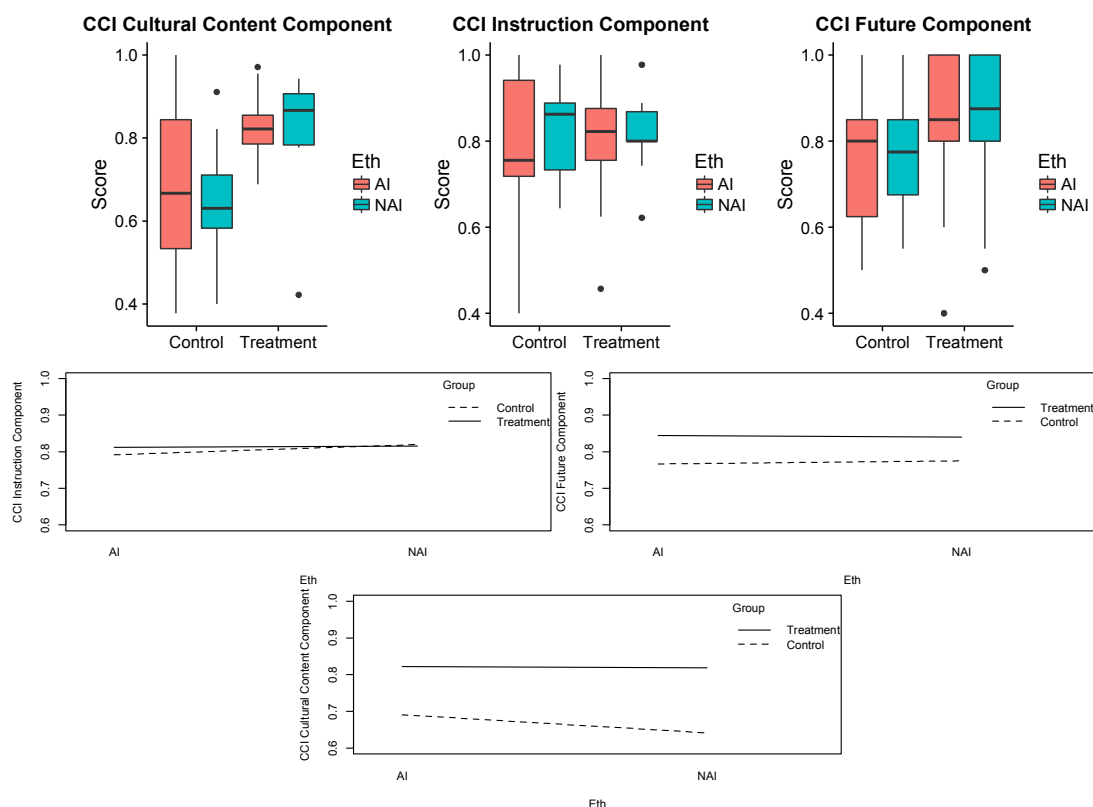 CCI Cultural Content Component
1.0
0.8
0.6
0.4
Score
Control Treatment
Eth
AI
NAI
CCI Instruction Component
1.0
0.8
0.6
0.4
Score
Control Treatment
Eth
AI
NAI
CCI Future Component
1.0
0.8
0.6
0.4
Score
Control Treatment
Eth
AI
NAI
CCI Instruction Component
1.0
0.9
0.8
0.7
0.6
Group
Control
Treatment
AI NAI
Eth
CCI Future Component
1.0
0.9
0.8
0.7
0.6
Group
Treatment
Control
AI NAI
Eth
CCI Cultural Content Component
1.0
0.9
0.8
0.7
0.6
Group
Treatment
Control
AI NAI
Eth